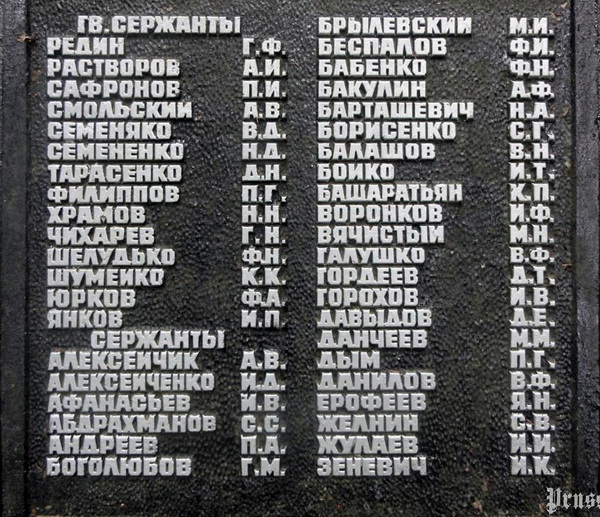 ГВ. СЕРЖАНТЫ
РЕДИН Г.Ф.
РАСТВОРОВ А.И.
САФРОНОВ П.И.
СМОЛЬСКИЙ А.В.
СЕМЕНЯКО В.Д.
СЕМЕНЕНКО Н.Д.
ТАРАСЕНКО Д.Н.
ФИЛИППОВ П.Г.
ХРАМОВ Н.Н.
ЧИХАРЕВ Г.Н.
ШЕЛУДЬКО Ф.Н.
ШУМЕЙКО К.К.
ЮРКОВ Ф.А.
ЯНКОВ И.П.
СЕРЖАНТЫ
АЛЕКСЕЙЧИК А.В.
АЛЕКСЕЙЧЕНКО И.Д.
АФАНАСЬЕВ И.В.
АБДРАХМАНОВ С.С.
АНДРЕЕВ П.А.
БОГОЛЮБОВ Г.М.
БРЫЛЕВСКИЙ М.И.
БЕСПАЛОВ Ф.И.
БАБЕНКО Ф.Н.
БАКУЛИН А.Ф.
БАРТАШЕВИЧ Н.А.
БОРИСЕНКО С.Г.
БАЛАШОВ В.Н.
БОЙКО И.Т.
БАШАРАТЬЯН Х.П.
ВОРОНКОВ И.Ф.
ВЯЧИСТЫЙ М.Н.
ГАЛУШКО В.Ф.
ГОРДЕЕВ Д.Т.
ГОРОХОВ И.В.
ДАВЫДОВ Д.Е.
ДАНЧЕЕВ М.М.
ДЫМ П.Г.
ДАНИЛОВ В.Ф.
ЕРОФЕЕВ Д.Н.
ЖЕЛНИН С.В.
ЖУЛАЕВ И.И.
ЗЕНЕВИЧ И.К.